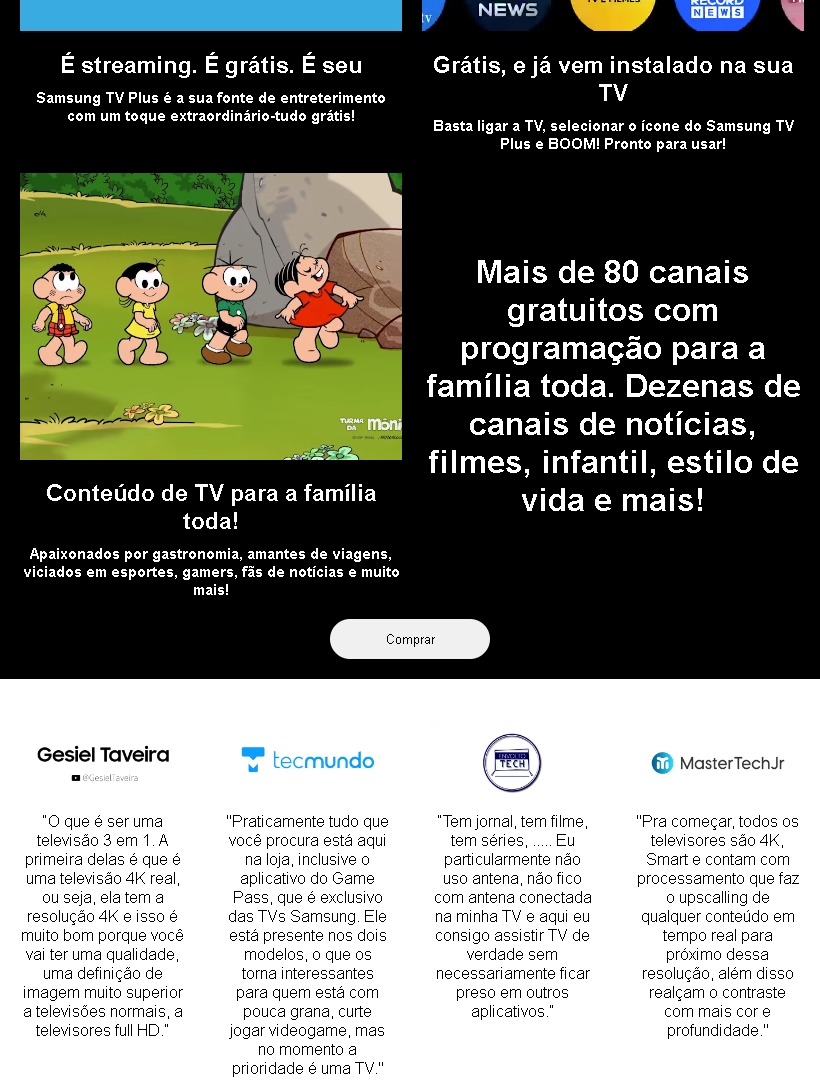 tv
NEWS
RECORD
NEWS
É streaming. É grátis. É seu
Samsung TV Plus é a sua fonte de entreterimento
com um toque extraordinário-tudo grátis!
Grátis, e já vem instalado na sua
TV
Basta ligar a TV, selecionar o ícone do Samsung TV
Plus e BOOM! Pronto para usar!
TURMA
DA Môni
Mais de 80 canais
gratuitos com
programação para a
família toda. Dezenas de
canais de notícias,
filmes, infantil, estilo de
vida e mais!
Conteúdo de TV para a família
toda!
Apaixonados por gastronomia, amantes de viagens,
viciados em esportes, gamers, fãs de notícias e muito
mais!
Comprar
Gesiel Taveira
@GesielTaveira
“O que é ser uma
televisão 3 em 1. A
primeira delas é que é
uma televisão 4K real,
ou seja, ela tem a
resolução 4K e isso é
muito bom porque você
vai ter uma qualidade,
uma definição de
imagem muito superior
a televisões normais, a
televisores full HD.”
tecmundo
"Praticamente tudo que
você procura está aqui
na loja, inclusive o
aplicativo do Game
Pass, que é exclusivo
das TVs Samsung. Ele
está presente nos dois
modelos, o que os
torna interessantes
para quem está com
pouca grana, curte
jogar videogame, mas
no momento a
prioridade é uma TV."
ENVOLTO
TECH
“Tem jornal, tem filme,
tem séries, ..... Eu
particularmente não
uso antena, não fico
com antena conectada
na minha TV e aqui eu
consigo assistir TV de
verdade sem
necessariamente ficar
preso em outros
aplicativos.”
MasterTechJr
"Pra começar, todos os
televisores são 4K,
Smart e contam com
processamento que faz
o upscalling de
qualquer conteúdo em
tempo real para
próximo dessa
resolução, além disso
realçam o contraste
com mais cor e
profundidade."